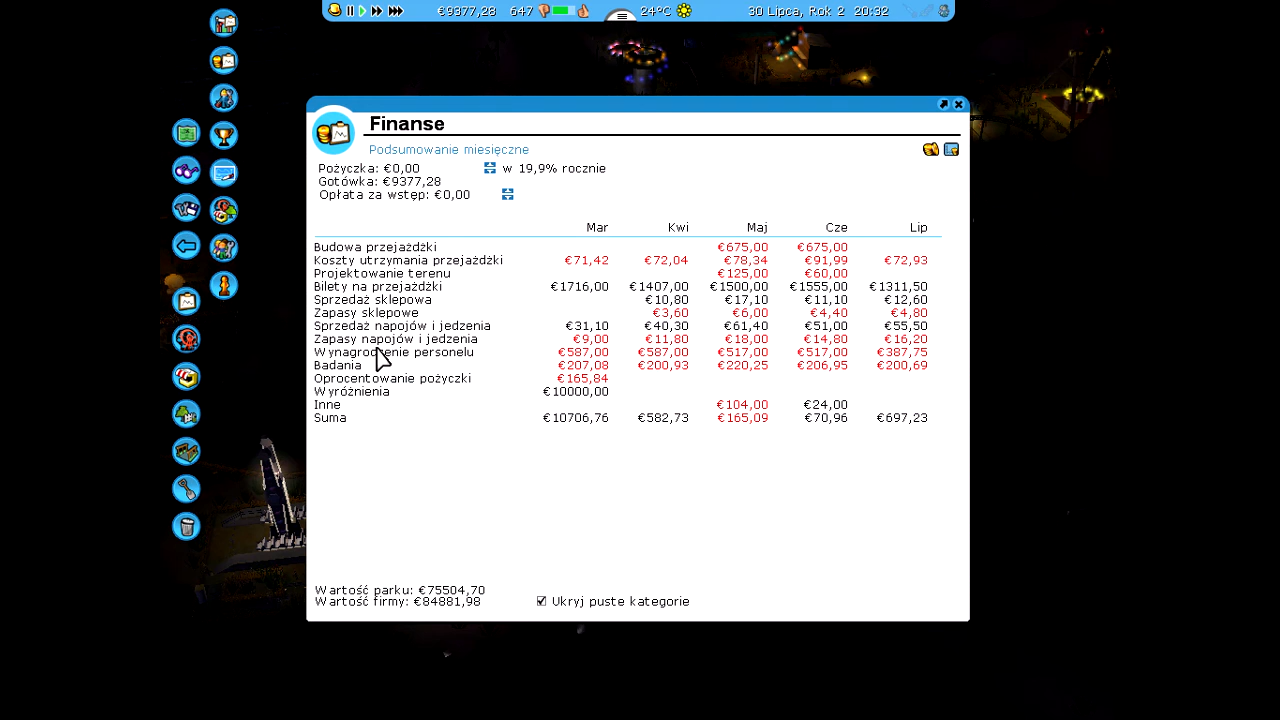 €9377,28 647 24°C 30 Lipca, Rok 2 20:32
Finanse
Podsumowanie miesięczne
Pożyczka: €0,00 w 19,9% rocznie
Gotówka: €9377,28
Opłata za wstęp: €0,00
Mar Kwi Maj Cze Lip
Budowa przejażdżki €675,00 €675,00
Koszty utrzymania przejażdżki €71,42 €72,04 €78,34 €91,99 €72,93
Projektowanie terenu €125,00 €60,00
Bilety na przejażdżki €1716,00 €1407,00 €1500,00 €1555,00 €1311,50
Sprzedaż sklepowa €10,80 €17,10 €11,10 €12,60
Zapasy sklepowe €3,60 €6,00 €4,40 €4,80
Sprzedaż napojów i jedzenia €31,10 €40,30 €61,40 €51,00 €55,50
Zapasy napojów i jedzenia €9,00 €11,80 €18,00 €14,80 €16,20
Wynagrodzenie personelu €587,00 €587,00 €517,00 €517,00 €387,75
Badania €207,08 €200,93 €220,25 €206,95 €200,69
Oprocentowanie pożyczki €165,84
Wyróżnienia €10000,00
Inne €104,00 €24,00
Suma €10706,76 €582,73 €165,09 €70,96 €697,23
Wartość parku: €75504,70
Wartość firmy: €84881,98 Ukryj puste kategorie